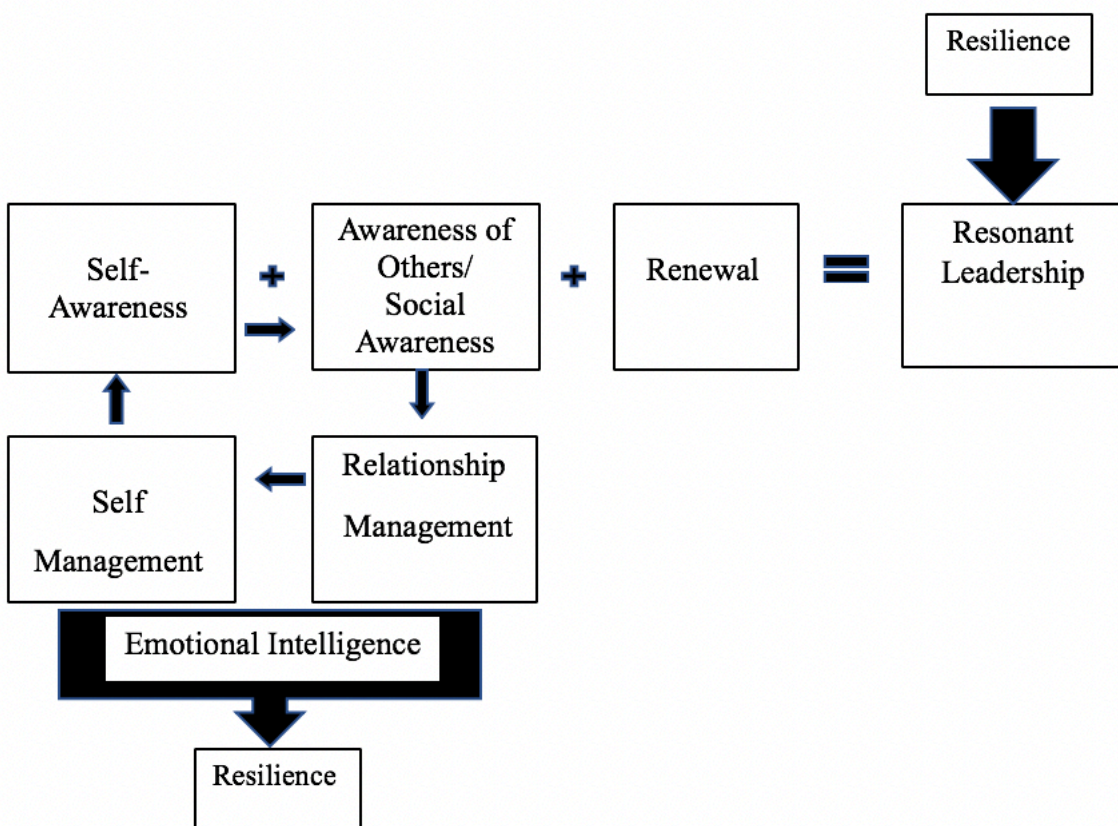 Resilience
Self-
Awareness
+
Awareness of
Others/
Social
Awareness
+
Renewal
=
Resonant
Leadership
Self
Management
Relationship
Management
Emotional Intelligence
Resilience